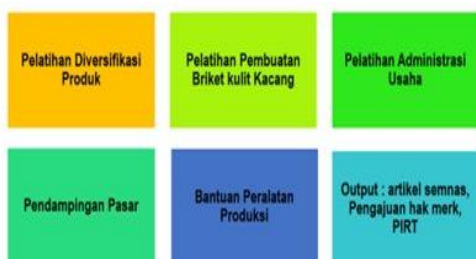 Pelatihan Diversifikasi
Produk
Pelatihan Pembuatan
Briket kulit Kacang
Pelatihan Administrasi
Usaha
Pendampingan Pasar
Bantuan Peralatan
Produksi
Output : artikel semnas,
Pengajuan hak merk,
PIRT